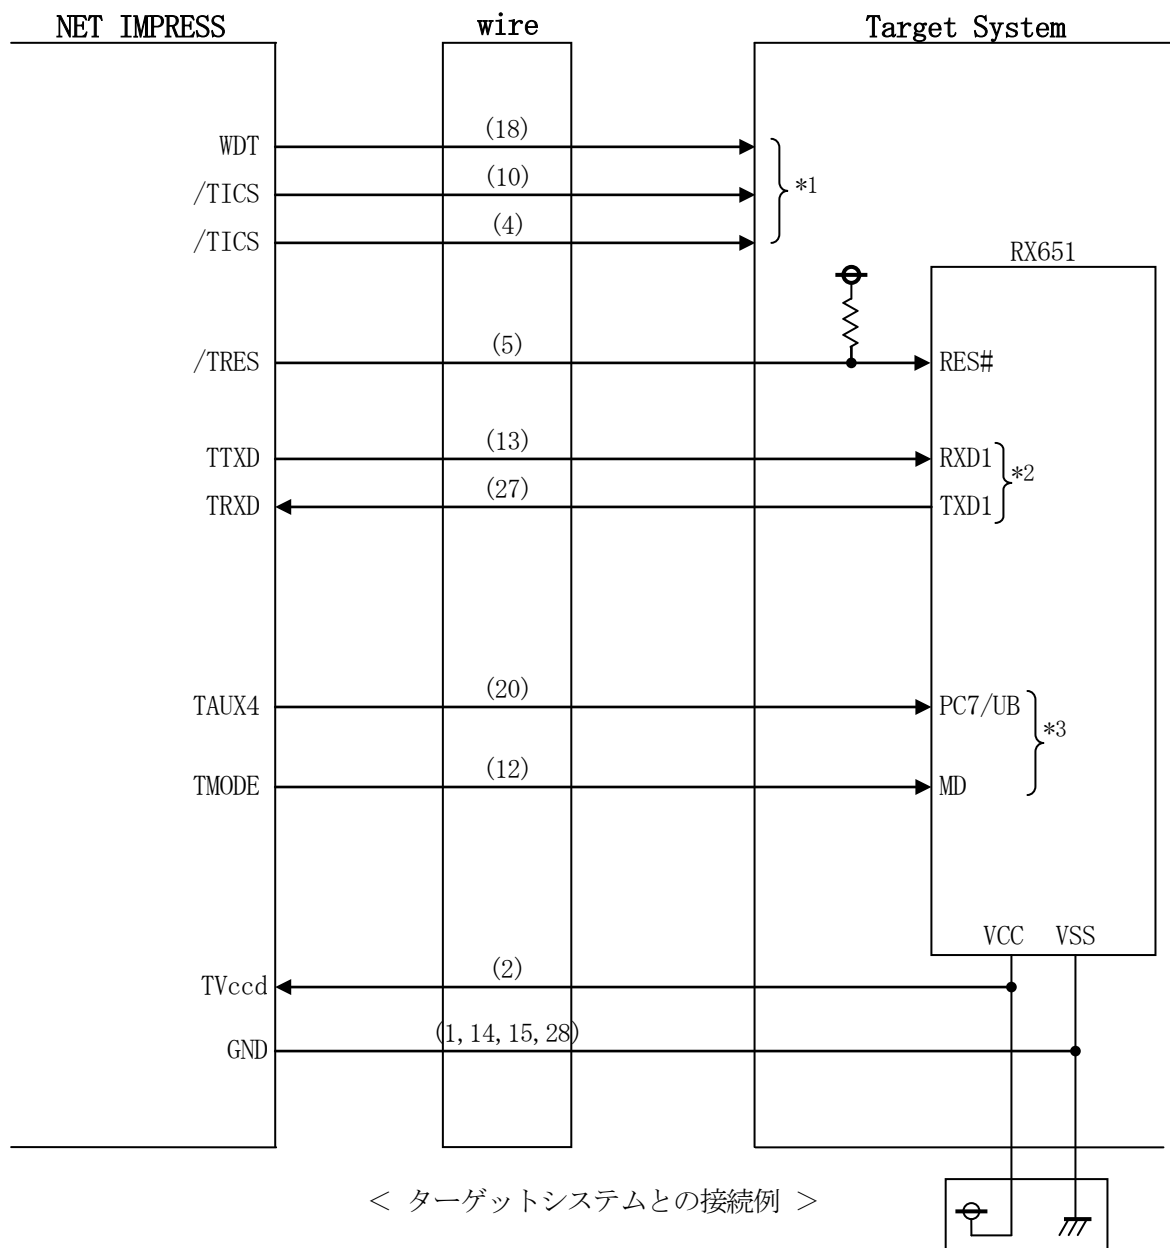 NET IMPRESS wire Target System
WDT (18)
/TICS (10) *1
/TICS (4)
RX651
/TRES (5) RES#
TTXD (13) RXD1
*2
TRXD (27) TXD1
TAUX4 (20) PC7/UB
*3
TMODE (12) MD
VCC VSS
TVccd (2)
GND (1,14,15,28)
< ターゲットシステムとの接続例 >